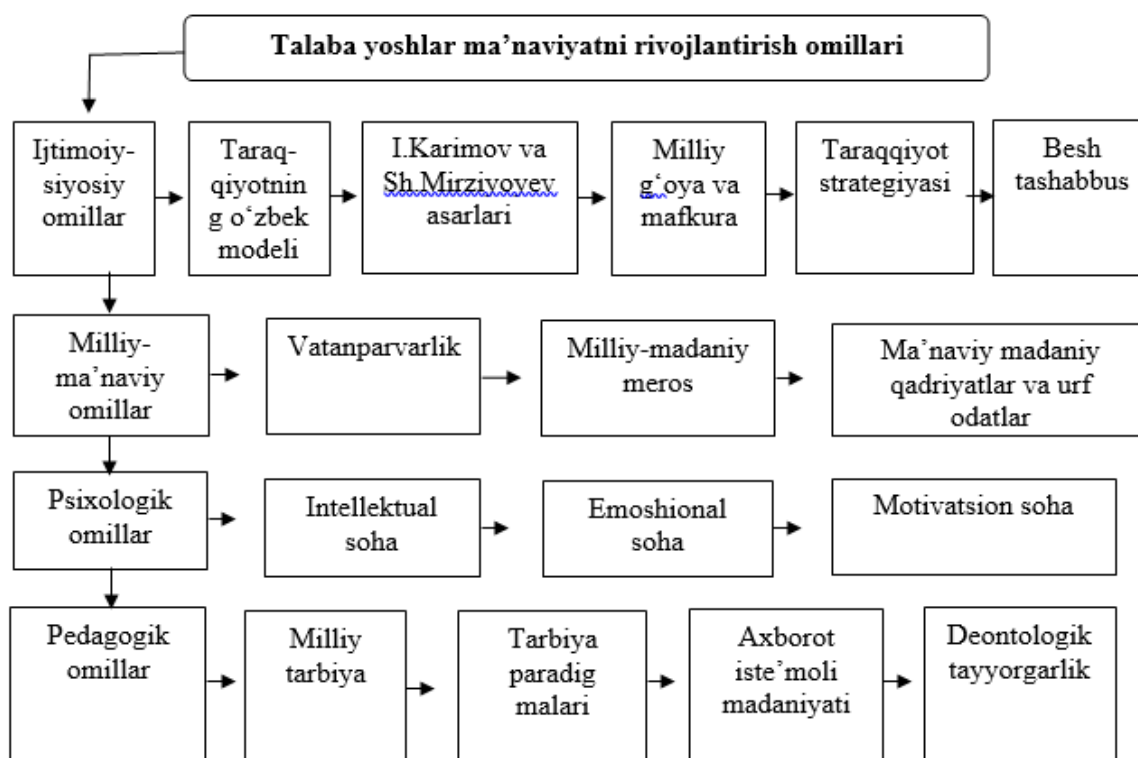 Talaba yoshlar ma’naviyatni rivojlantirish omillari
Ijtimoiy-
siyosiy
omillar
Taraq-
qiyotnin
g o‘zbek
modeli
I.Karimov va
Sh.Mirziyoyev
asarlari
Milliy
g‘oya va
mafkura
Taraqqiyot
strategiyasi
Besh
tashabbus
Milliy-
ma’naviy
omillar
Vatanparvarlik
Milliy-madaniy
meros
Ma’naviy madaniy
qadriyatlar va urf
odatlar
Psixologik
omillar
Intellektual
soha
Emoshional
soha
Motivatsion soha
Pedagogik
omillar
Milliy
tarbiya
Tarbiya
paradig
malari
Axborot
iste’moli
madaniyati
Deontologik
tayyorgarlik